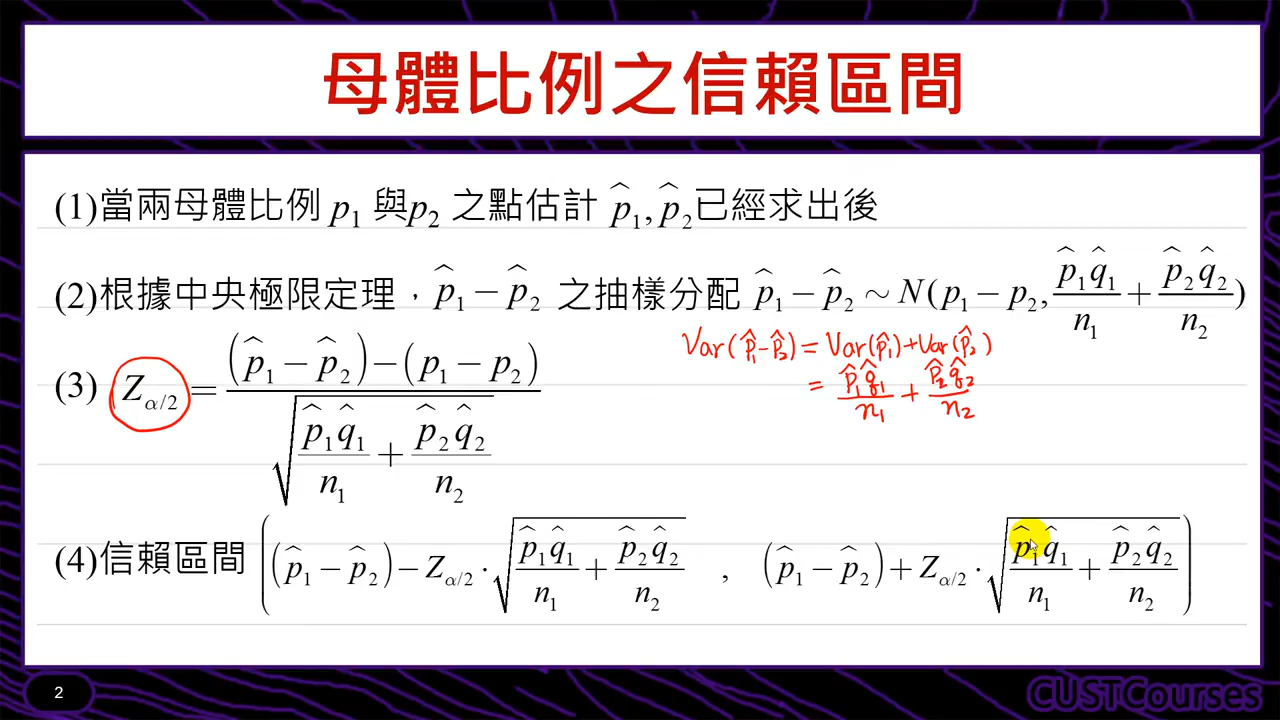 母體比例之信賴區間
(1)當兩母體比例 p₁ 與p₂ 之點估計 p̂₁, p̂₂已經求出後
(2)根據中央極限定理，p̂₁ − p̂₂ 之抽樣分配 p̂₁ − p̂₂ ~ N(p₁ − p₂, p̂₁q̂₁/n₁ + p̂₂q̂₂/n₂)
Var(p̂₁-p̂₂) = Var(p̂₁)+Var(p̂₂)
= p̂₁q̂₁/n₁ + p̂₂q̂₂/n₂
(3) Z_α/2 = ((p̂₁ − p̂₂) − (p₁ − p₂)) / √(p̂₁q̂₁/n₁ + p̂₂q̂₂/n₂)
(4)信賴區間 ((p̂₁ − p̂₂) − Z_α/2 · √(p̂₁q̂₁/n₁ + p̂₂q̂₂/n₂) , (p̂₁ − p̂₂) + Z_α/2 · √(p̂₁q̂₁/n₁ + p̂₂q̂₂/n₂))
2
CUSTCourses